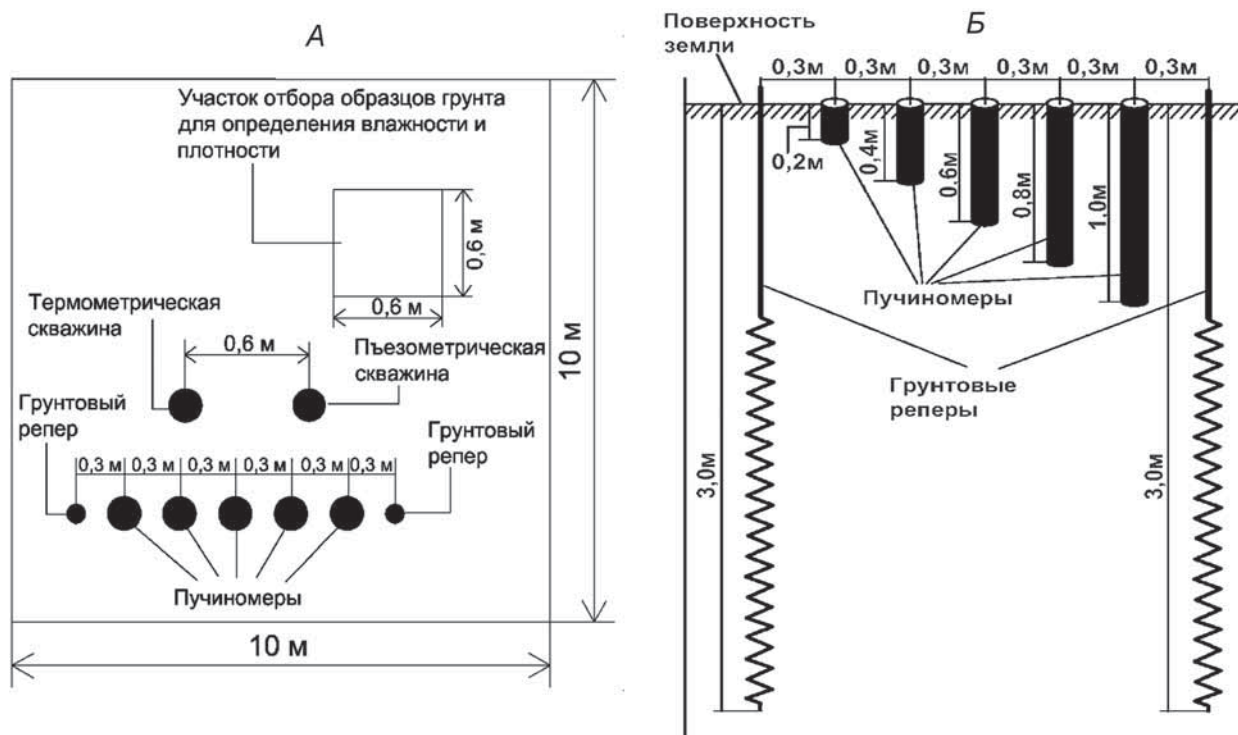 А
Участок отбора образцов грунта
для определения влажности и
плотности
0,6 м
0,6 м
Термометрическая
скважина
0,6 м
Пъезометрическая
скважина
10 м
Грунтовый
репер
Грунтовый
репер
0,3 м 0,3 м 0,3 м 0,3 м 0,3 м 0,3 м
Пучиномеры
10 м
Б
Поверхность
земли
0,3м 0,3м 0,3м 0,3м 0,3м 0,3м
0,2м
0,4м
0.6м
0,8м
1,0м
Пучиномеры
Грунтовые
реперы
3,0м
3,0м